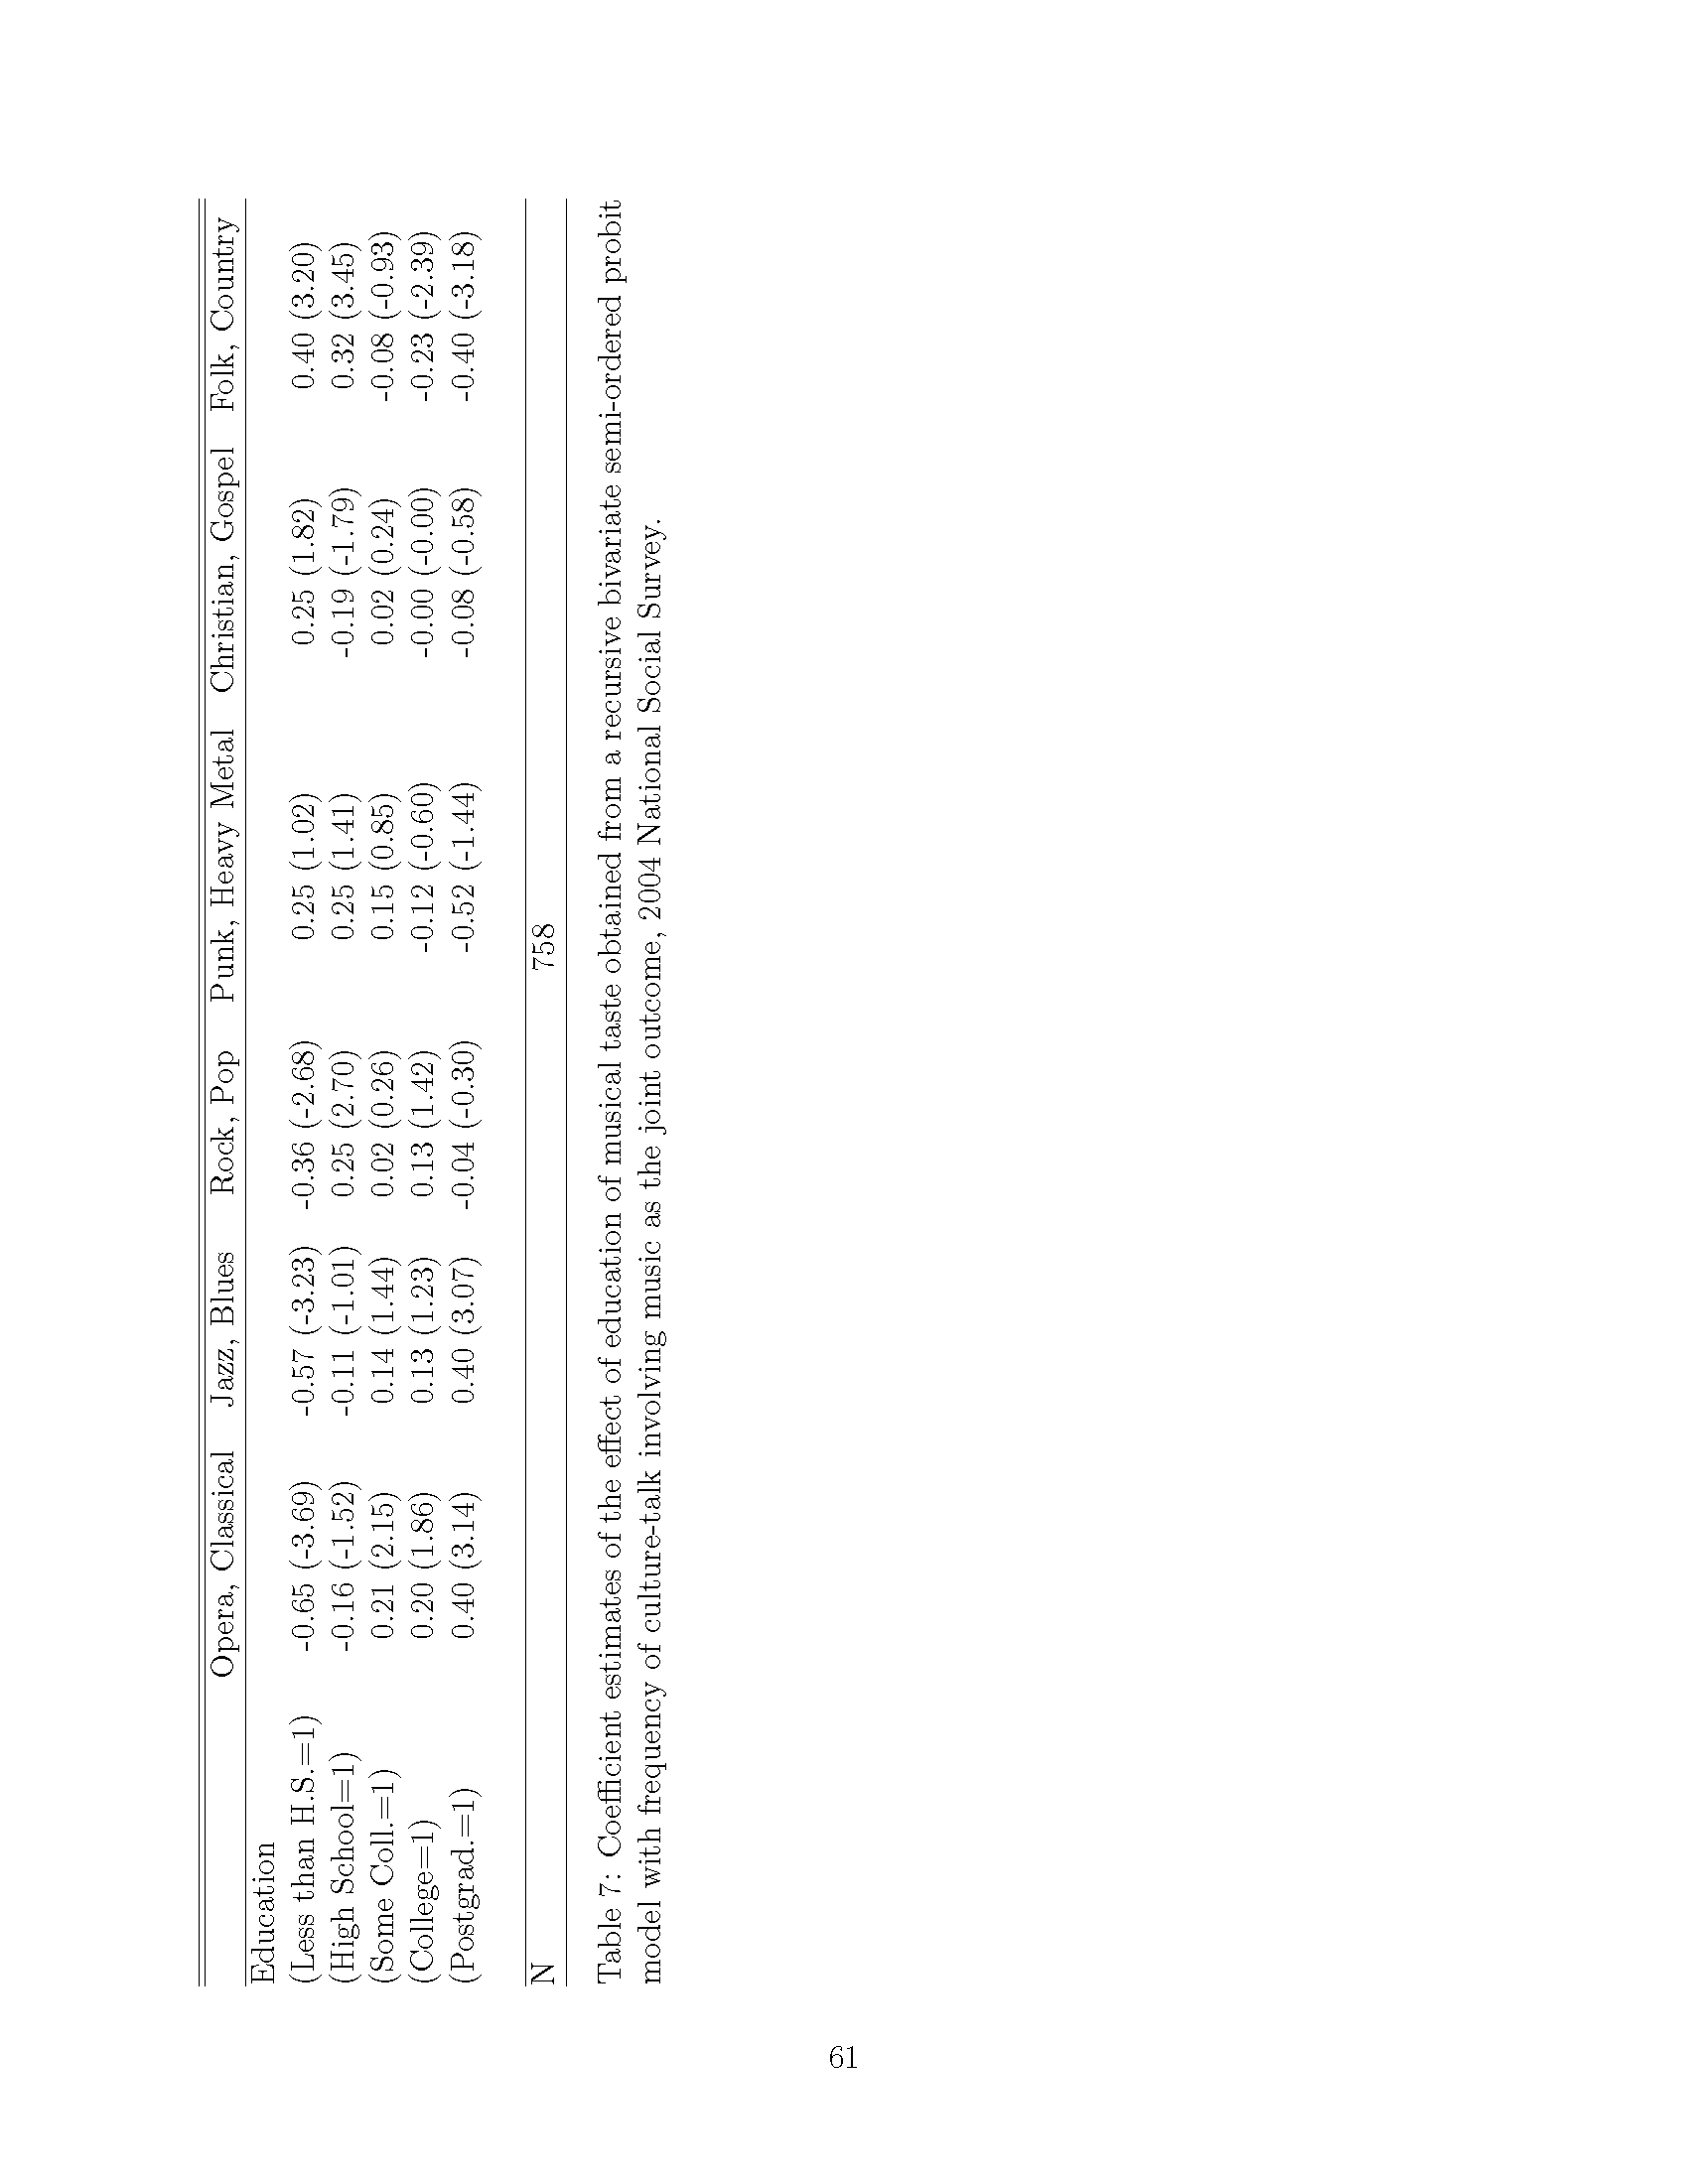 Opera, Classical Jazz, Blues Rock, Pop Punk, Heavy Metal Christian, Gospel Folk, Country
Education
(Less than H.S.=1) -0.65 (-3.69) -0.57 (-3.23) -0.36 (-2.68) 0.25 (1.02) 0.25 (1.82) 0.40 (3.20)
(High School=1) -0.16 (-1.52) -0.11 (-1.01) 0.25 (2.70) 0.25 (1.41) -0.19 (-1.79) 0.32 (3.45)
(Some Coll.=1) 0.21 (2.15) 0.14 (1.44) 0.02 (0.26) 0.15 (0.85) 0.02 (0.24) -0.08 (-0.93)
(College=1) 0.20 (1.86) 0.13 (1.23) 0.13 (1.42) -0.12 (-0.60) -0.00 (-0.00) -0.23 (-2.39)
(Postgrad.=1) 0.40 (3.14) 0.40 (3.07) -0.04 (-0.30) -0.52 (-1.44) -0.08 (-0.58) -0.40 (-3.18)
N 758
Table 7: Coefficient estimates of the effect of education of musical taste obtained from a recursive bivariate semi-ordered probit
model with frequency of culture-talk involving music as the joint outcome, 2004 National Social Survey.
61